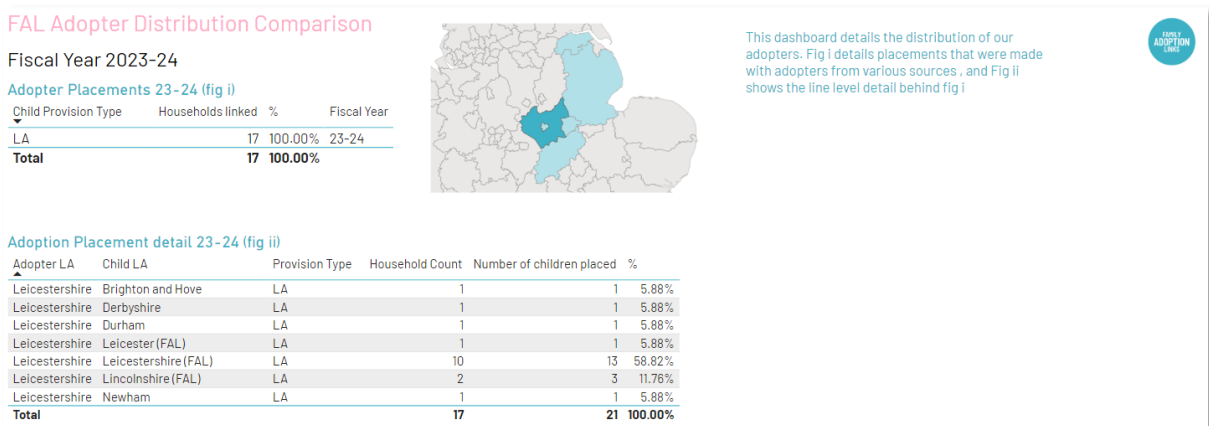 FAL Adopter Distribution Comparison
Fiscal Year 2023-24
Adopter Placements 23-24 (fig i)
Child Provision Type Households linked % Fiscal Year
LA 17 100.00% 23-24
Total 17 100.00%
This dashboard details the distribution of our
adopters. Fig i details placements that were made
with adopters from various sources , and Fig ii
shows the line level detail behind fig i
FAMILY
ADOPTION
LINKS
Adoption Placement detail 23-24 (fig ii)
Adopter LA Child LA Provision Type Household Count Number of children placed %
Leicestershire Brighton and Hove LA 1 1 5.88%
Leicestershire Derbyshire LA 1 1 5.88%
Leicestershire Durham LA 1 1 5.88%
Leicestershire Leicester (FAL) LA 1 1 5.88%
Leicestershire Leicestershire (FAL) LA 10 13 58.82%
Leicestershire Lincolnshire (FAL) LA 2 3 11.76%
Leicestershire Newham LA 1 1 5.88%
Total 17 21 100.00%